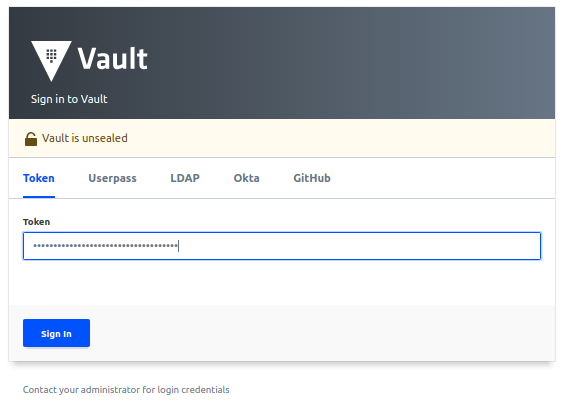 Vault
Sign in to Vault
Vault is unsealed
Token Userpass LDAP Okta GitHub
Token
••••••••••••••••••••••••••••••••••••
Sign In
Contact your administrator for login credentials